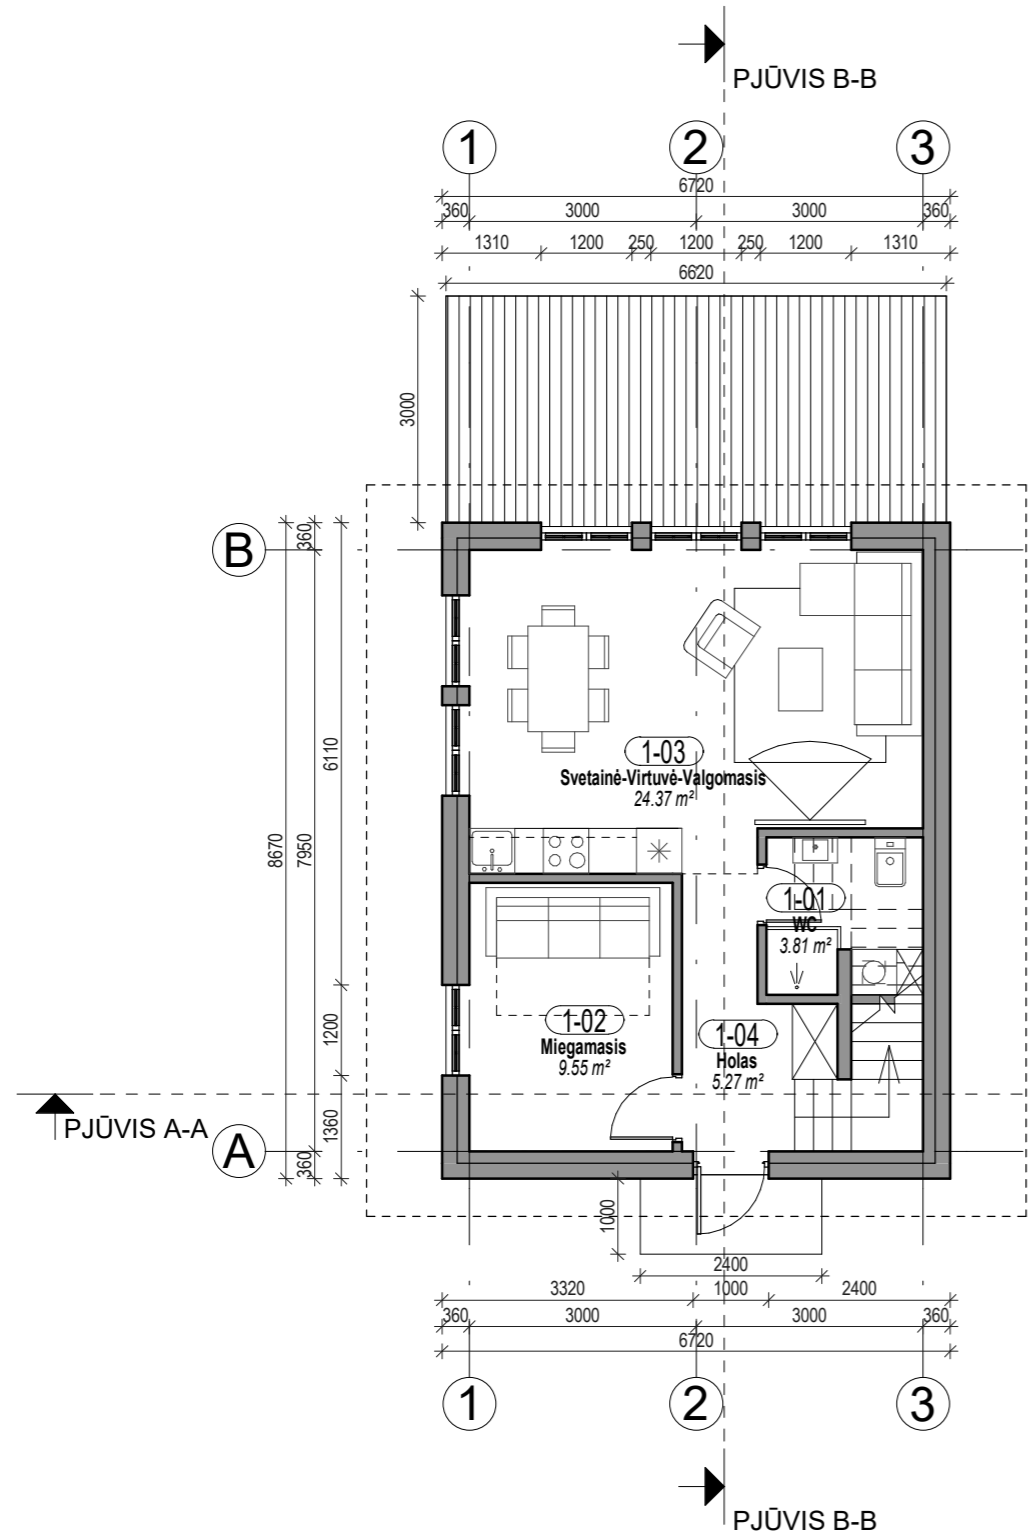 PJŪVIS B-B
1
2
3
6720
360 3000 3000 360
1310 1200 250 1200 250 1200 1310
6620
3000
B
A
8670
360
7950
360
6110
1200
1360
1-03
Svetainė-Virtuvė-Valgomasis
24.37 m²
1-01
WC
3.81 m²
1-02
Miegamasis
9.55 m²
1-04
Holas
5.27 m²
PJŪVIS A-A
1000
2400
3320 1000 2400
360 3000 3000 360
6720
1
2
3
PJŪVIS B-B